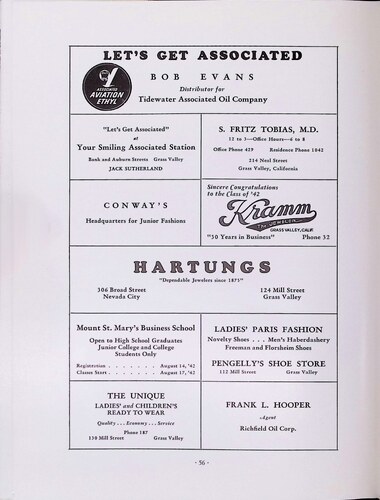 LET'S GET ASSOCIATED
ASSOCIATED
AVIATION
ETHYL
BOB EVANS
Distributor for
Tidewater Associated Oil Company
"Let's Get Associated"
at
Your Smiling Associated Station
Bank and Auburn Streets Grass Valley
JACK SUTHERLAND
S. FRITZ TOBIAS, M.D.
12 to 3—Office Hours—6 to 8
Office Phone 429 Residence Phone 1042
214 Neal Street
Grass Valley, California
CONWAY'S
Headquarters for Junior Fashions
Sincere Congratulations
to the Class of '42
Kramm
THE JEWELER
GRASS VALLEY, CALIF.
"30 Years in Business" Phone 32
HARTUNGS
"Dependable Jewelers since 1875"
306 Broad Street
Nevada City
124 Mill Street
Grass Valley
Mount St. Mary's Business School
Open to High School Graduates
Junior College and College
Students Only
Registration . . . . . . . August 14, '42
Classes Start . . . . . . . August 17, '42
LADIES' PARIS FASHION
Novelty Shoes . . . Men's Haberdashery
Freeman and Florsheim Shoes
PENGELLY'S SHOE STORE
112 Mill Street Grass Valley
THE UNIQUE
LADIES' and CHILDREN'S
READY TO WEAR
Quality . . . Economy . . . Service
Phone 187
130 Mill Street Grass Valley
FRANK L. HOOPER
Agent
Richfield Oil Corp.
- 56 -